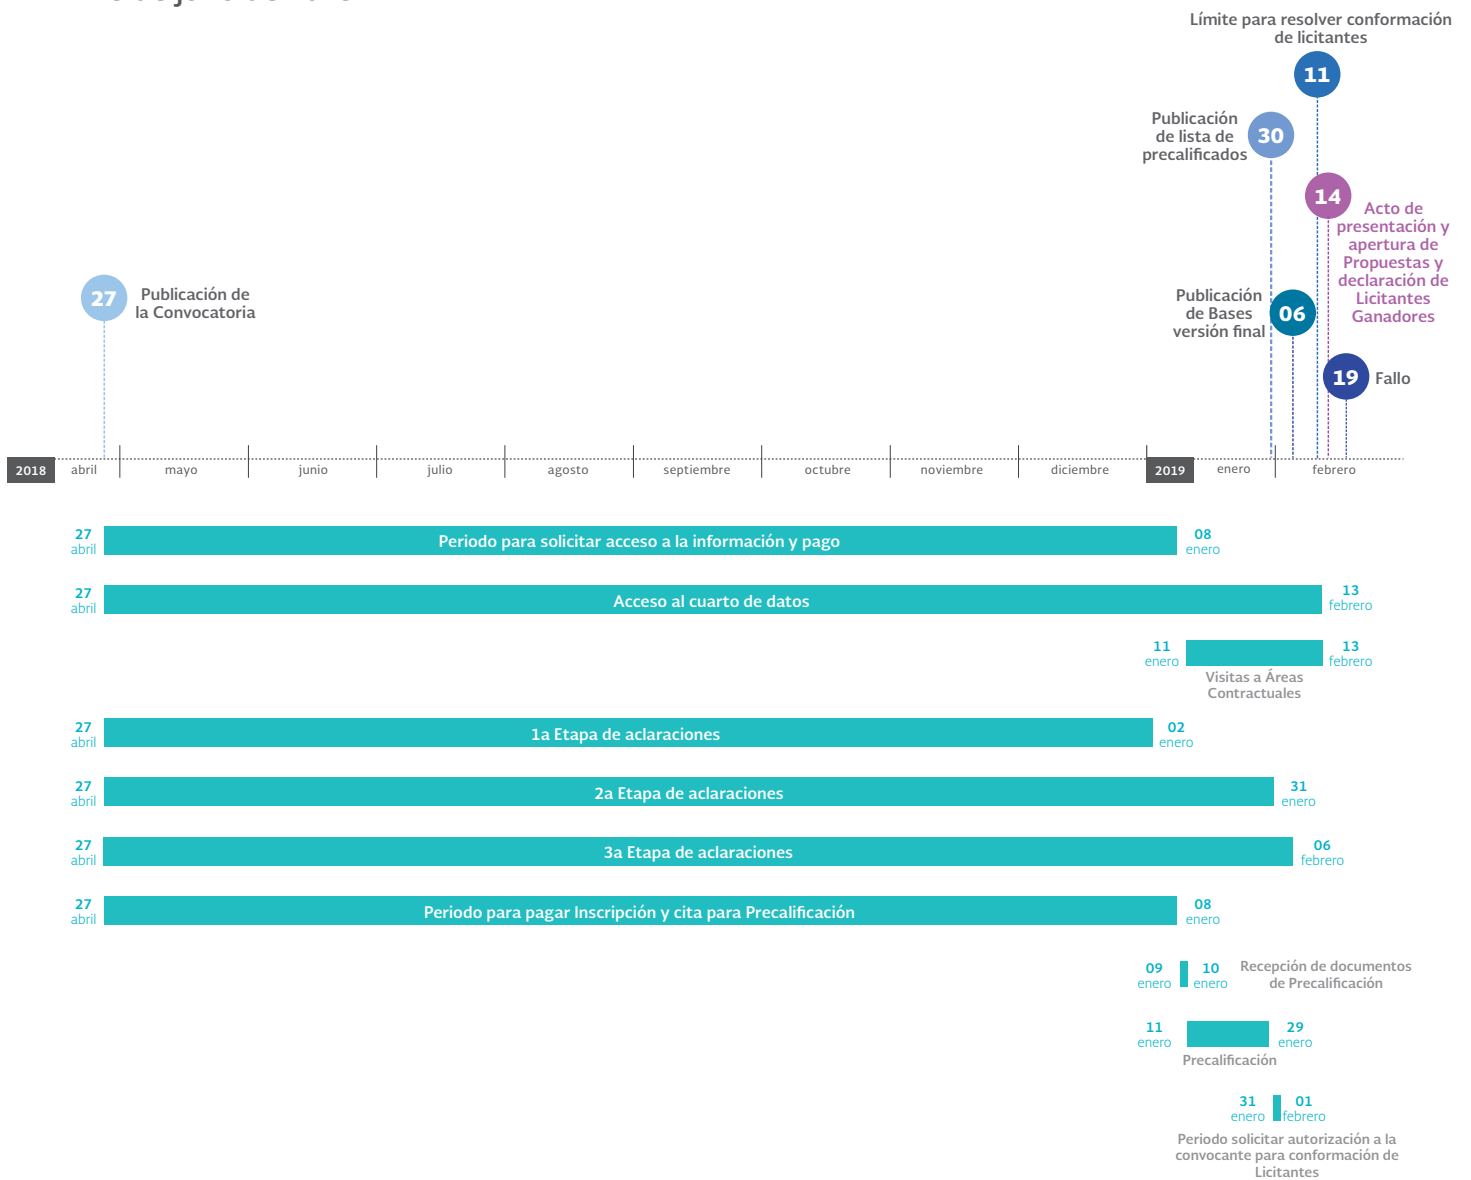 Límite para resolver conformación
de licitantes
11
Publicación
de lista de
precalificados
30
14
Acto de
presentación y
apertura de
Propuestas y
declaración de
Licitantes
Ganadores
27
Publicación de
la Convocatoria
Publicación
de Bases
versión final
06
19
Fallo
2018 abril mayo junio julio agosto septiembre octubre noviembre diciembre 2019 enero febrero
27
abril
Periodo para solicitar acceso a la información y pago
08
enero
27
abril
Acceso al cuarto de datos
13
febrero
11
enero
13
febrero
Visitas a Áreas
Contractuales
27
abril
1a Etapa de aclaraciones
02
enero
27
abril
2a Etapa de aclaraciones
31
enero
27
abril
3a Etapa de aclaraciones
06
febrero
27
abril
Periodo para pagar Inscripción y cita para Precalificación
08
enero
09
enero
10
enero
Recepción de documentos
de Precalificación
11
enero
29
enero
Precalificación
31
enero
01
febrero
Periodo solicitar autorización a la
convocante para conformación de
Licitantes